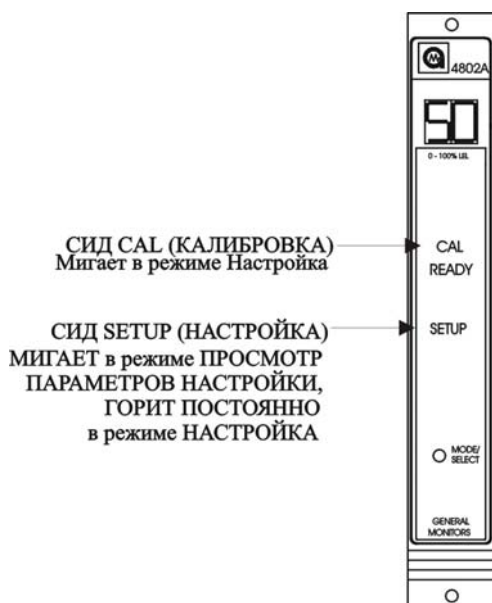 4802A
50
0 - 100% LEL
СИД CAL (КАЛИБРОВКА)
Мигает в режиме Настройка
CAL
READY
СИД SETUP (НАСТРОЙКА)
МИГАЕТ в режиме ПРОСМОТР
ПАРАМЕТРОВ НАСТРОЙКИ,
ГОРИТ ПОСТОЯННО
в режиме НАСТРОЙКА
SETUP
MODE/
SELECT
GENERAL
MONITORS